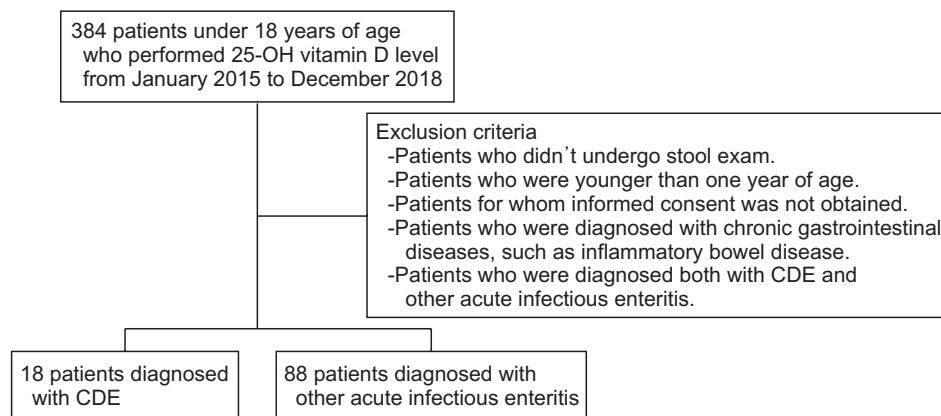 384 patients under 18 years of age
who performed 25-OH vitamin D level
from January 2015 to December 2018
Exclusion criteria
-Patients who didn't undergo stool exam.
-Patients who were younger than one year of age.
-Patients for whom informed consent was not obtained.
-Patients who were diagnosed with chronic gastrointestinal
diseases, such as inflammatory bowel disease.
-Patients who were diagnosed both with CDE and
other acute infectious enteritis.
18 patients diagnosed
with CDE
88 patients diagnosed with
other acute infectious enteritis